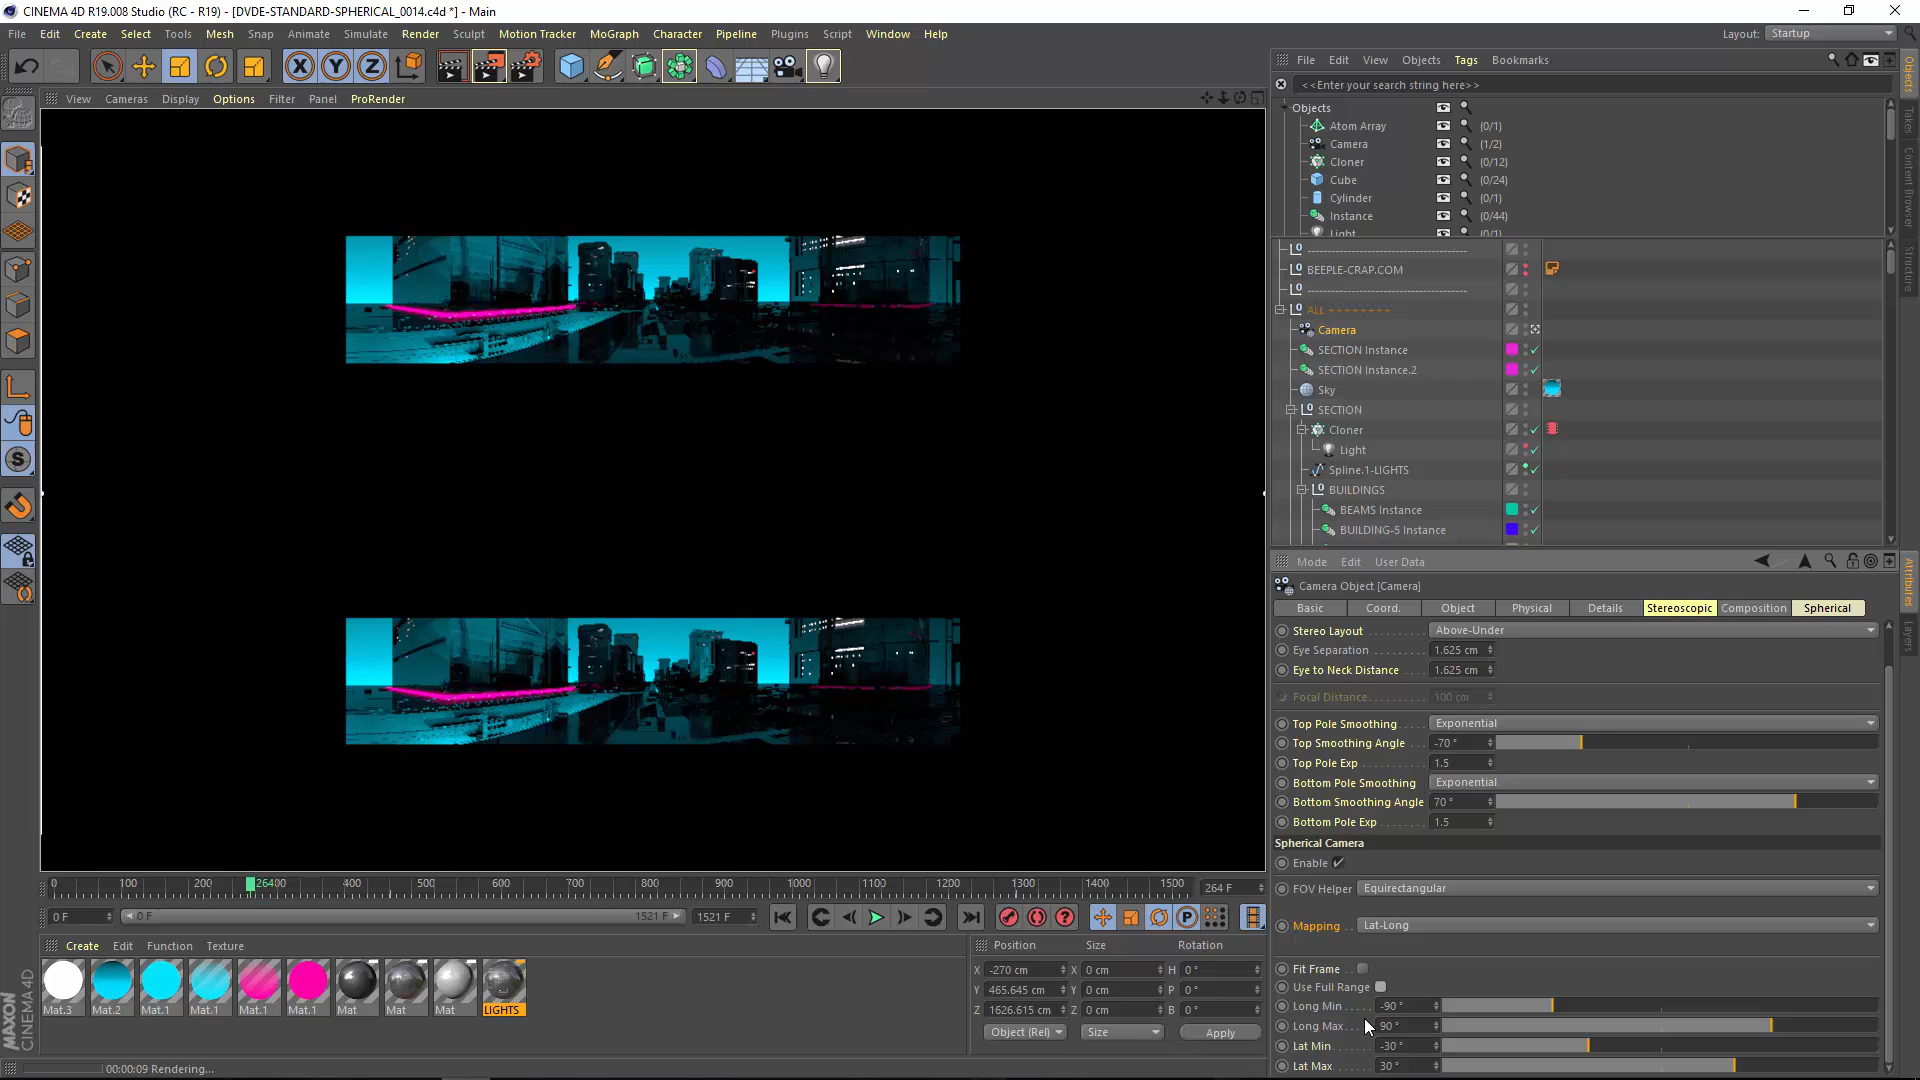 CINEMA 4D R19.008 Studio (RC - R19) - [DVDE-STANDARD-SPHERICAL_0014.c4d *] - Main
File Edit Create Select Tools Mesh Snap Animate Simulate Render Sculpt Motion Tracker MoGraph Character Pipeline Plugins Script Window Help
Layout: Startup
View Cameras Display Options Filter Panel ProRender
File Edit View Objects Tags Bookmarks
<<Enter your search string here>>
Objects
Atom Array (0/1)
Camera (1/2)
Cloner (0/12)
Cube (0/24)
Cylinder (0/1)
Instance (0/44)
Light (0/1)
BEEPLE-CRAP.COM
ALL ~~~~~~~~
Camera
SECTION Instance
SECTION Instance.2
Sky
SECTION
Cloner
Light
Spline.1-LIGHTS
BUILDINGS
BEAMS Instance
BUILDING-5 Instance
Objects
Takes
Content Browser
Structure
Mode Edit User Data
Camera Object [Camera]
Basic Coord. Object Physical Details Stereoscopic Composition Spherical
Stereo Layout Above-Under
Eye Separation 1.625 cm
Eye to Neck Distance 1.625 cm
Focal Distance 100 cm
Top Pole Smoothing Exponential
Top Smoothing Angle -70 °
Top Pole Exp 1.5
Bottom Pole Smoothing Exponential
Bottom Smoothing Angle 70 °
Bottom Pole Exp 1.5
Spherical Camera
Enable
FOV Helper Equirectangular
Mapping Lat-Long
Fit Frame
Use Full Range
Long Min -90 °
Long Max 90 °
Lat Min -30 °
Lat Max 30 °
Attributes
Layers
0 100 200 26400 400 500 600 700 800 900 1000 1100 1200 1300 1400 1500 264 F
0 F 0 F 1521 F 1521 F
Create Edit Function Texture
Mat.3 Mat.2 Mat.1 Mat.1 Mat.1 Mat.1 Mat Mat Mat LIGHTS
Position Size Rotation
X -270 cm X 0 cm H 0 °
Y 465.645 cm Y 0 cm P 0 °
Z 1626.615 cm Z 0 cm B 0 °
Object (Rel) Size Apply
MAXON
CINEMA 4D
00:00:09 Rendering...